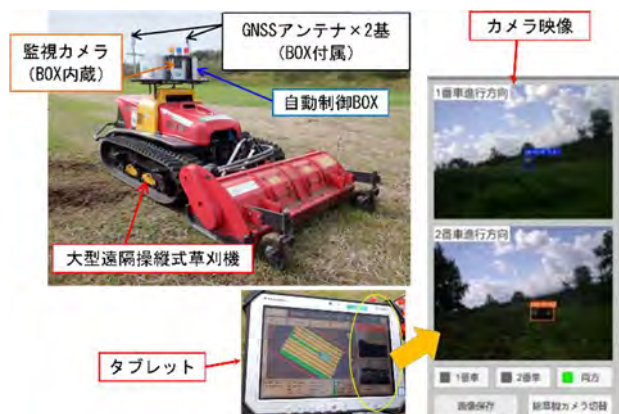 GNSSアンテナ×2基
(BOX付属)
監視カメラ
(BOX内蔵)
自動制御BOX
大型遠隔操縦式草刈機
タブレット
カメラ映像
1番車進行方向
2番車進行方向
1番車
2番車
両方
画像保存